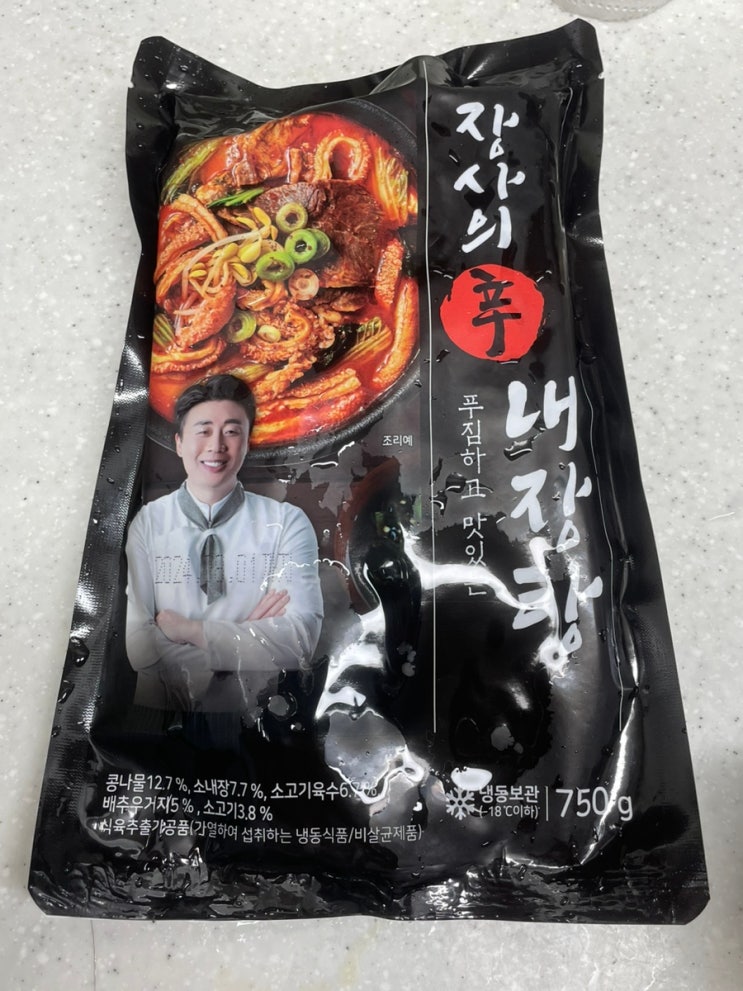 장사의
辛
내장탕
푸짐하고 맛있는
조리예
콩나물12.7 %, 소내장7.7 %, 소고기육수6.
배추우거지5 %, 소고기3.8 %
식육추출가공품(가열하여 섭취하는 냉동식품/비살균제품)
냉동보관
(-18℃이하)
750 g